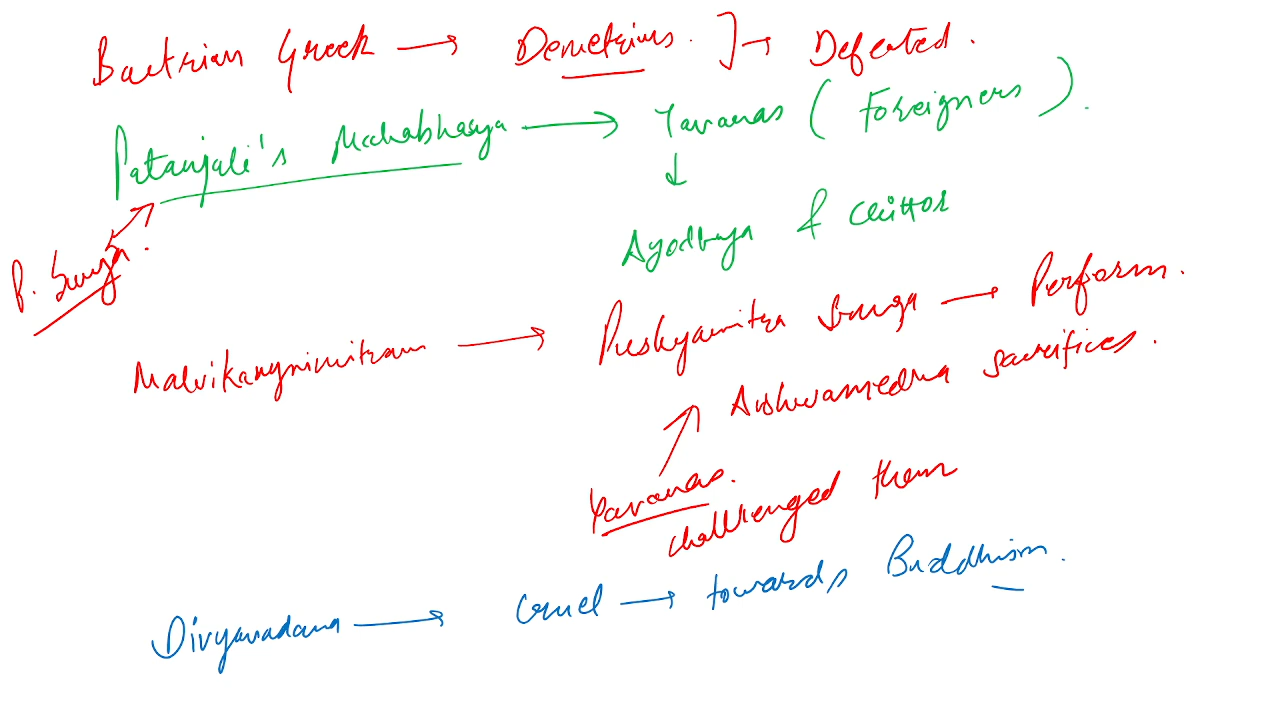 Bactrian Greek → Demetrius. ] → Defeated.
Patanjali's Mahabhasya → Yavanas ( Foreigners ).
↓
Ayodhya & Chittor
P. Sunga.
Malvikangnimitram → Pushyamitra Sunga → Perform.
Ashwamedha sacrifices.
Yavanas.
challenged them
Divyavadana → Cruel → towards Buddhism.